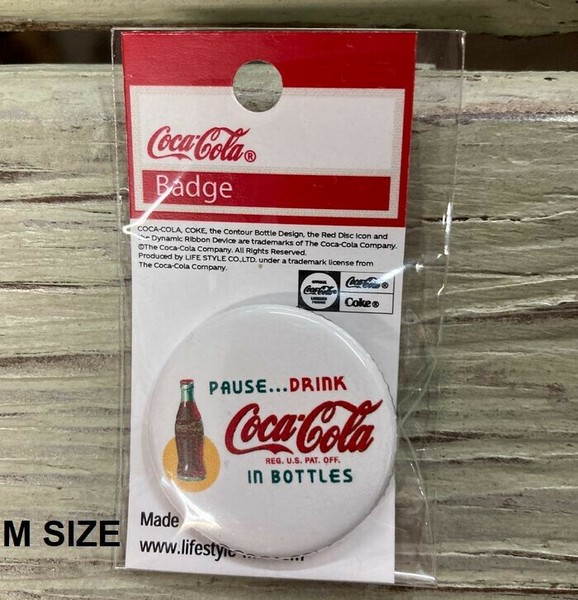 Coca-Cola®
Badge
COCA-COLA, COKE, the Contour Bottle Design, the Red Disc Icon and
the Dynamic Ribbon Device are trademarks of The Coca-Cola Company.
©The Coca-Cola Company. All Rights Reserved.
Produced by LIFE STYLE CO.,LTD. under a trademark license from
The Coca-Cola Company.
Coca-Cola
Coca-Cola®
Coke®
PAUSE...DRINK
Coca-Cola
REG. U.S. PAT. OFF.
IN BOTTLES
Made
M SIZE
www.lifestyle